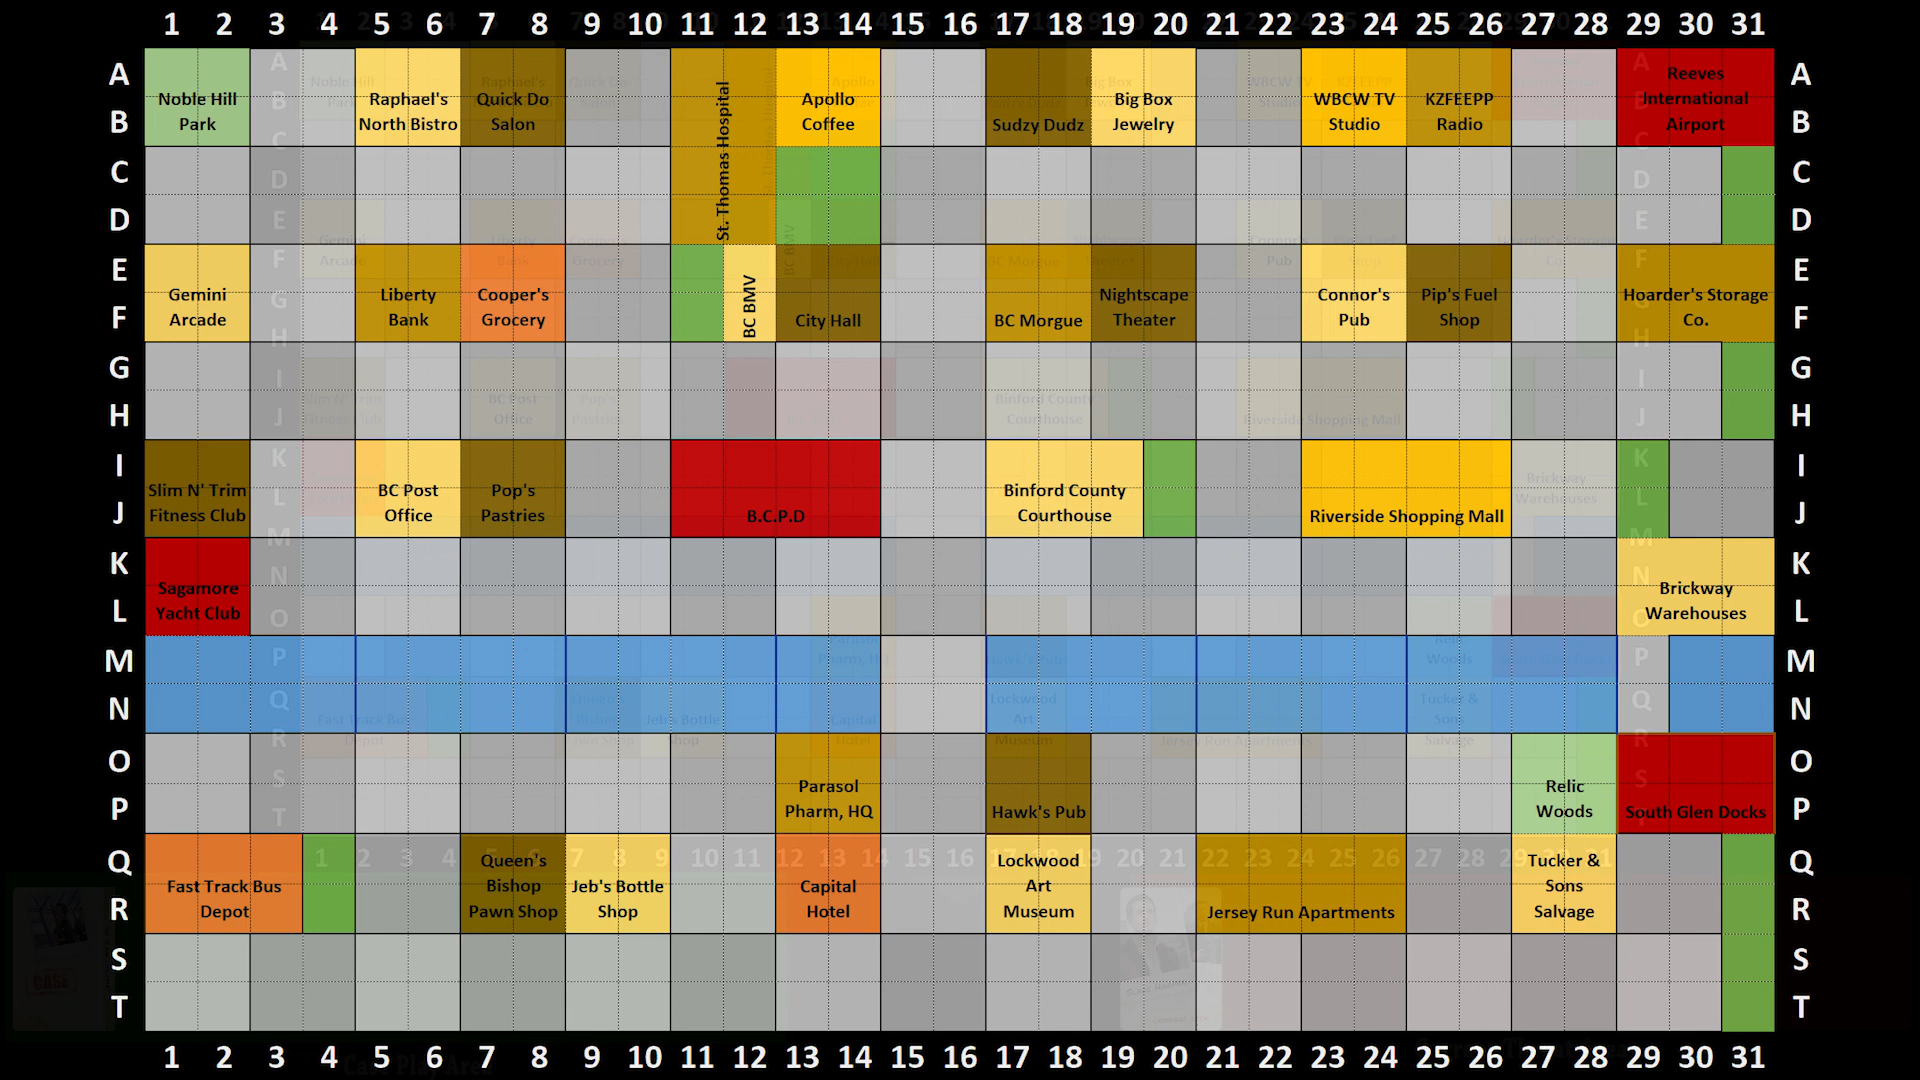 1 2 3 4 5 6 7 8 9 10 11 12 13 14 15 16 17 18 19 20 21 22 23 24 25 26 27 28 29 30 31
A A
B B
C C
D D
E E
F F
G G
H H
I I
J J
K K
L L
M M
N N
O O
P P
Q Q
R R
S S
T T
Noble Hill
Park
Raphael's
North Bistro
Quick Do
Salon
St. Thomas Hospital
Apollo
Coffee
Sudzy Dudz
Big Box
Jewelry
WBCW TV
Studio
KZFEEPP
Radio
Reeves
International
Airport
Gemini
Arcade
Liberty
Bank
Cooper's
Grocery
BC BMV
City Hall
BC Morgue
Nightscape
Theater
Connor's
Pub
Pip's Fuel
Shop
Hoarder's Storage
Co.
Slim N' Trim
Fitness Club
BC Post
Office
Pop's
Pastries
B.C.P.D
Binford County
Courthouse
Riverside Shopping Mall
Sagamore
Yacht Club
Brickway
Warehouses
Parasol
Pharm, HQ
Hawk's Pub
Relic
Woods
South Glen Docks
Fast Track Bus
Depot
Queen's
Bishop
Pawn Shop
Jeb's Bottle
Shop
Capital
Hotel
Lockwood
Art
Museum
Jersey Run Apartments
Tucker &
Sons
Salvage
CASE
1 2 3 4 5 6 7 8 9 10 11 12 13 14 15 16 17 18 19 20 21 22 23 24 25 26 27 28 29 30 31
Case Play Area